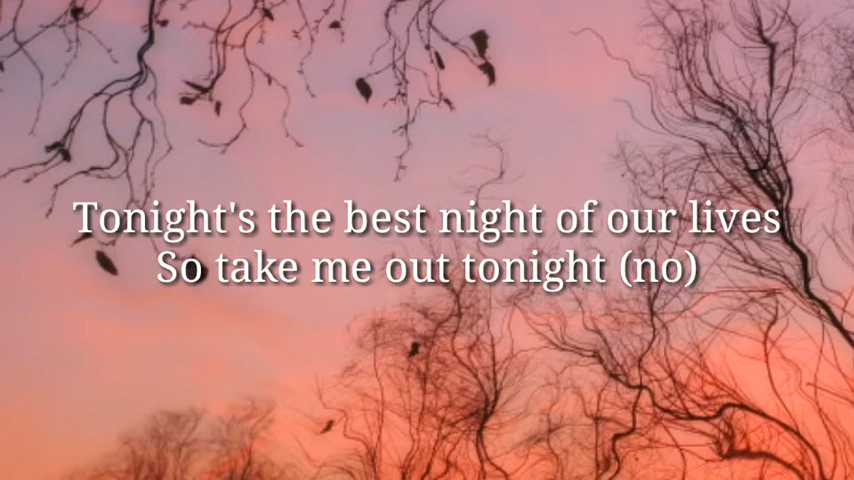 Tonight's the best night of our lives
So take me out tonight (no)